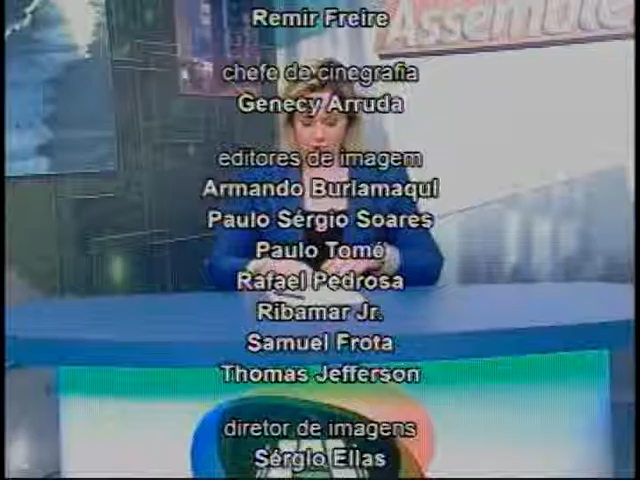 Assemble
Remir Freire
chefe de cinegrafia
Genecy Arruda
editores de imagem
Armando Burlamaqui
Paulo Sérgio Soares
Paulo Tomé
Rafael Pedrosa
Ribamar Jr.
Samuel Frota
Thomas Jefferson
diretor de imagens
Sérgio Elias